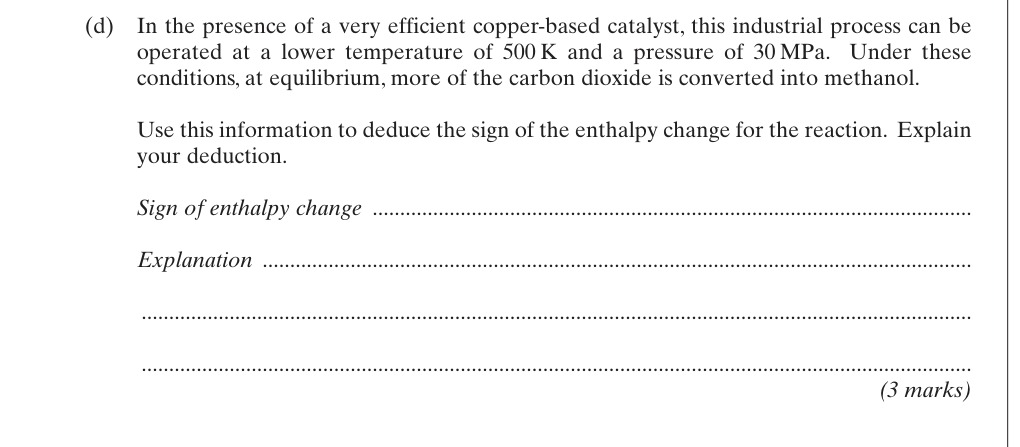 (d) In the presence of a very efficient copper-based catalyst, this industrial process can be
operated at a lower temperature of 500 K and a pressure of 30 MPa. Under these
conditions, at equilibrium, more of the carbon dioxide is converted into methanol.
Use this information to deduce the sign of the enthalpy change for the reaction. Explain
your deduction.
Sign of enthalpy change ..........
Explanation ..........
..........
..........
(3 marks)